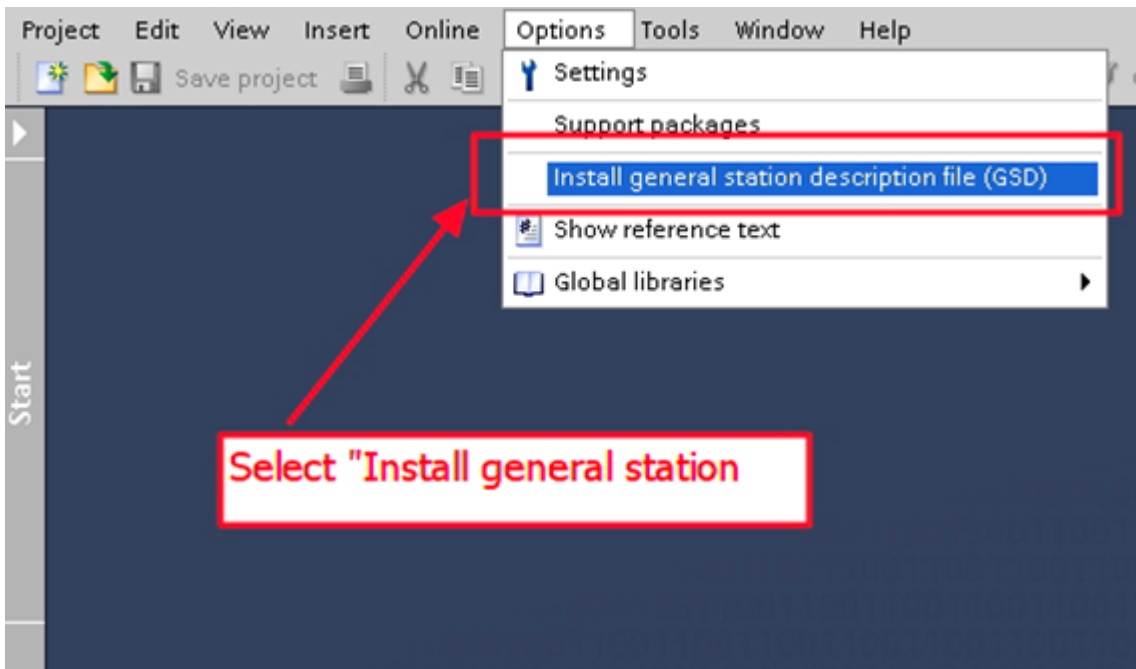 Project Edit View Insert Online Options Tools Window Help
Save project
Settings
Support packages
Install general station description file (GSD)
Show reference text
Global libraries
Start
Select "Install general station